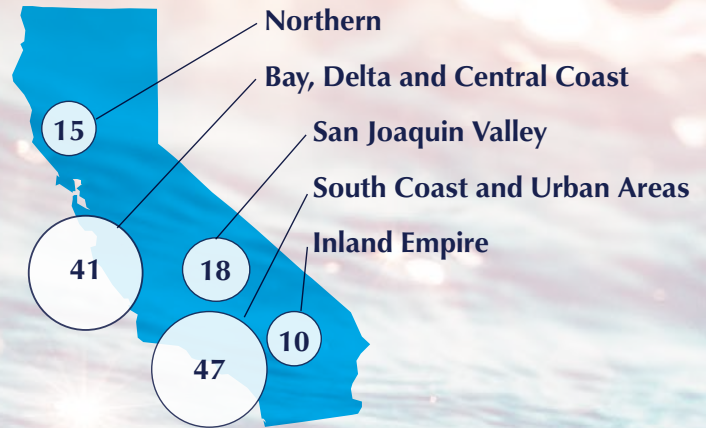 Northern
Bay, Delta and Central Coast
15
San Joaquin Valley
South Coast and Urban Areas
Inland Empire
41
18
10
47